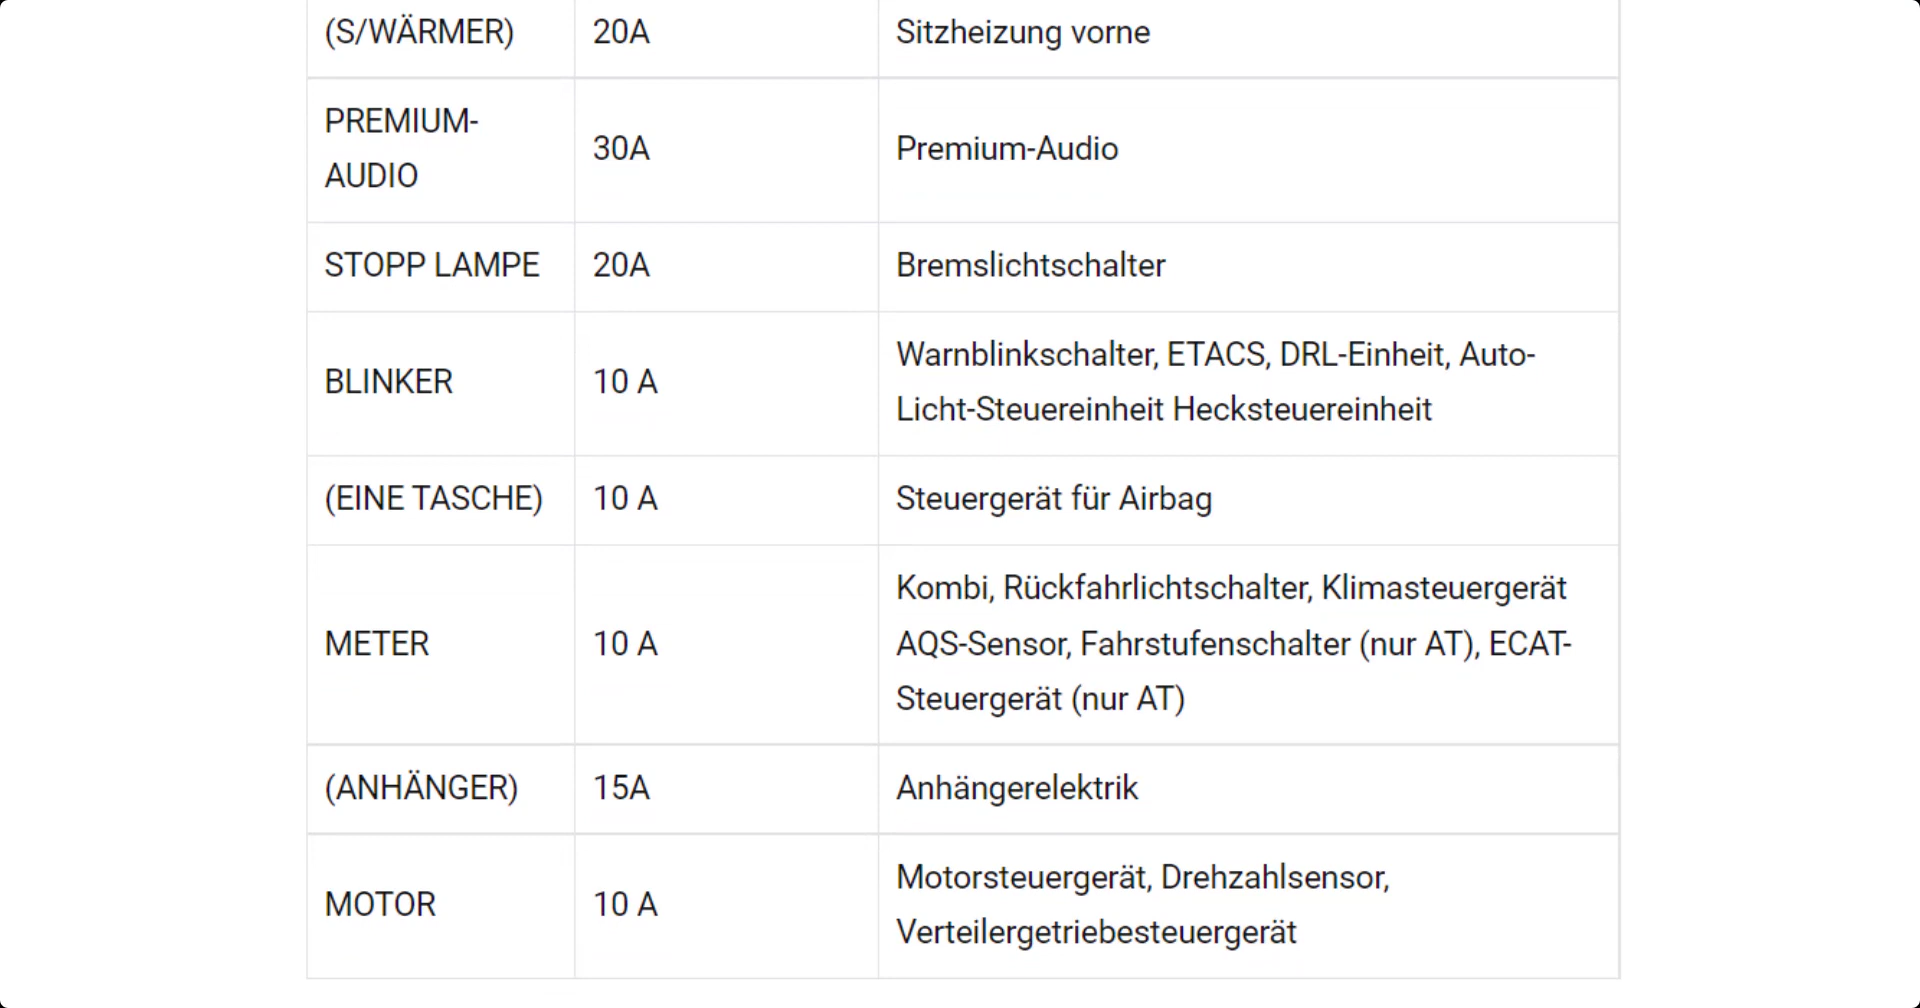 (S/WÄRMER) 20A Sitzheizung vorne
PREMIUM-
AUDIO
30A
Premium-Audio
STOPP LAMPE 20A Bremslichtschalter
BLINKER
10 A
Warnblinkschalter, ETACS, DRL-Einheit, Auto-
Licht-Steuereinheit Hecksteuereinheit
(EINE TASCHE) 10 A Steuergerät für Airbag
METER
10 A
Kombi, Rückfahrlichtschalter, Klimasteuergerät
AQS-Sensor, Fahrstufenschalter (nur AT), ECAT-
Steuergerät (nur AT)
(ANHÄNGER) 15A Anhängerelektrik
MOTOR
10 A
Motorsteuergerät, Drehzahlsensor,
Verteilergetriebesteuergerät